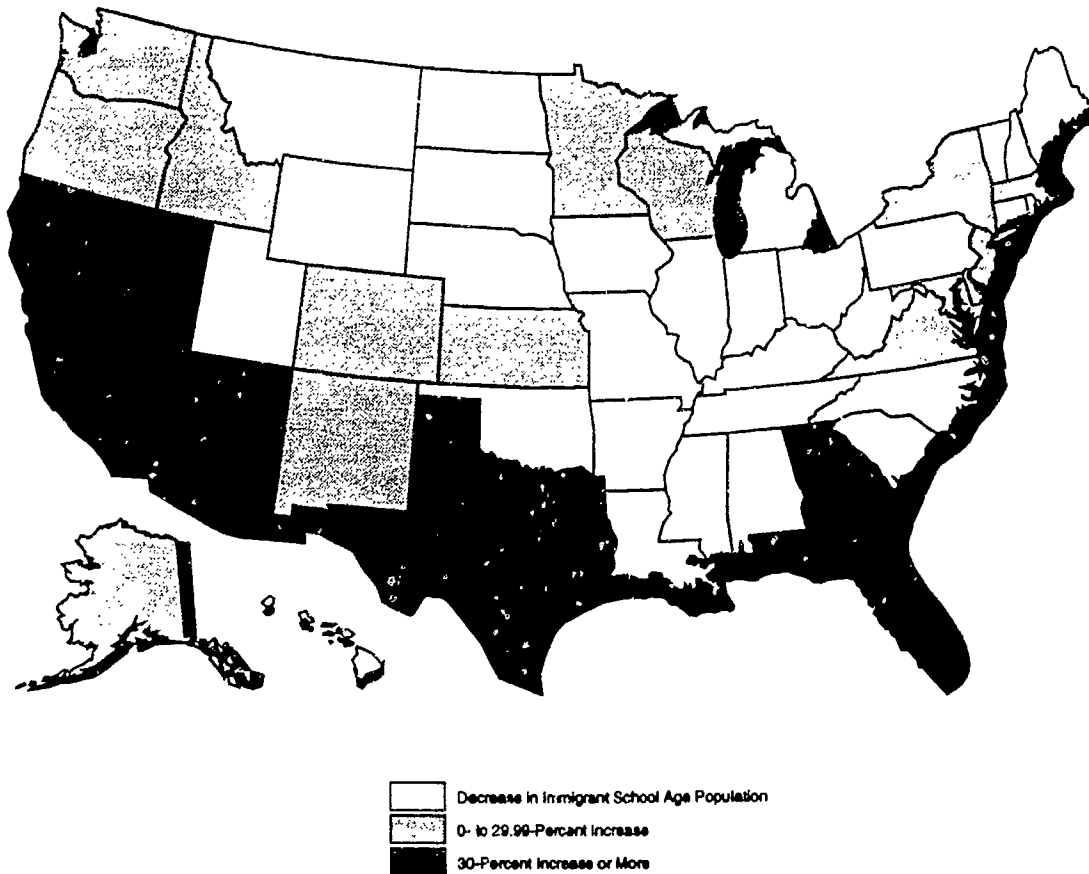 Decrease in Immigrant School Age Population
0- to 29.99-Percent Increase
30-Percent Increase or More